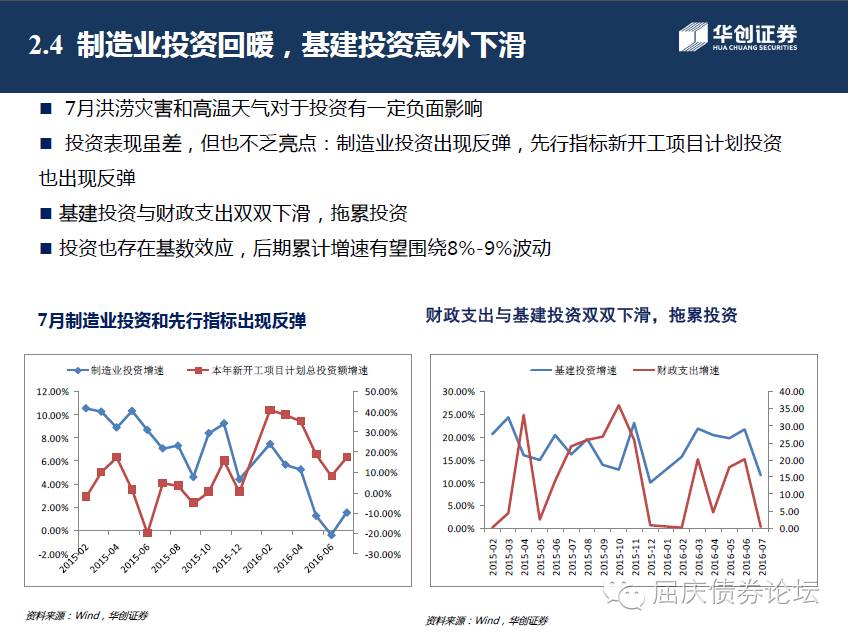 2.4 制造业投资回暖，基建投资意外下滑
华创证券
HUA CHUANG SECURITIES
■ 7月洪涝灾害和高温天气对于投资有一定负面影响
■ 投资表现虽差，但也不乏亮点：制造业投资出现反弹，先行指标新开工项目计划投资
也出现反弹
■ 基建投资与财政支出双双下滑，拖累投资
■ 投资也存在基数效应，后期累计增速有望围绕8%-9%波动
7月制造业投资和先行指标出现反弹
制造业投资增速 本年新开工项目计划总投资额增速
12.00%
10.00%
8.00%
6.00%
4.00%
2.00%
0.00%
-2.00%
50.00%
40.00%
30.00%
20.00%
10.00%
0.00%
-10.00%
-20.00%
-30.00%
2015-02 2015-04 2015-06 2015-08 2015-10 2015-12 2016-02 2016-04 2016-06
资料来源：Wind，华创证券
财政支出与基建投资双双下滑，拖累投资
基建投资增速 财政支出增速
30.00%
25.00%
20.00%
15.00%
10.00%
5.00%
0.00%
40.00
35.00
30.00
25.00
20.00
15.00
10.00
5.00
0.00
2015-02 2015-03 2015-04 2015-05 2015-06 2015-07 2015-08 2015-09 2015-10 2015-11 2015-12 2016-01 2016-02 2016-03 2016-04 2016-05 2016-06 2016-07
屈庆债券论坛
资料来源：Wind，华创证券